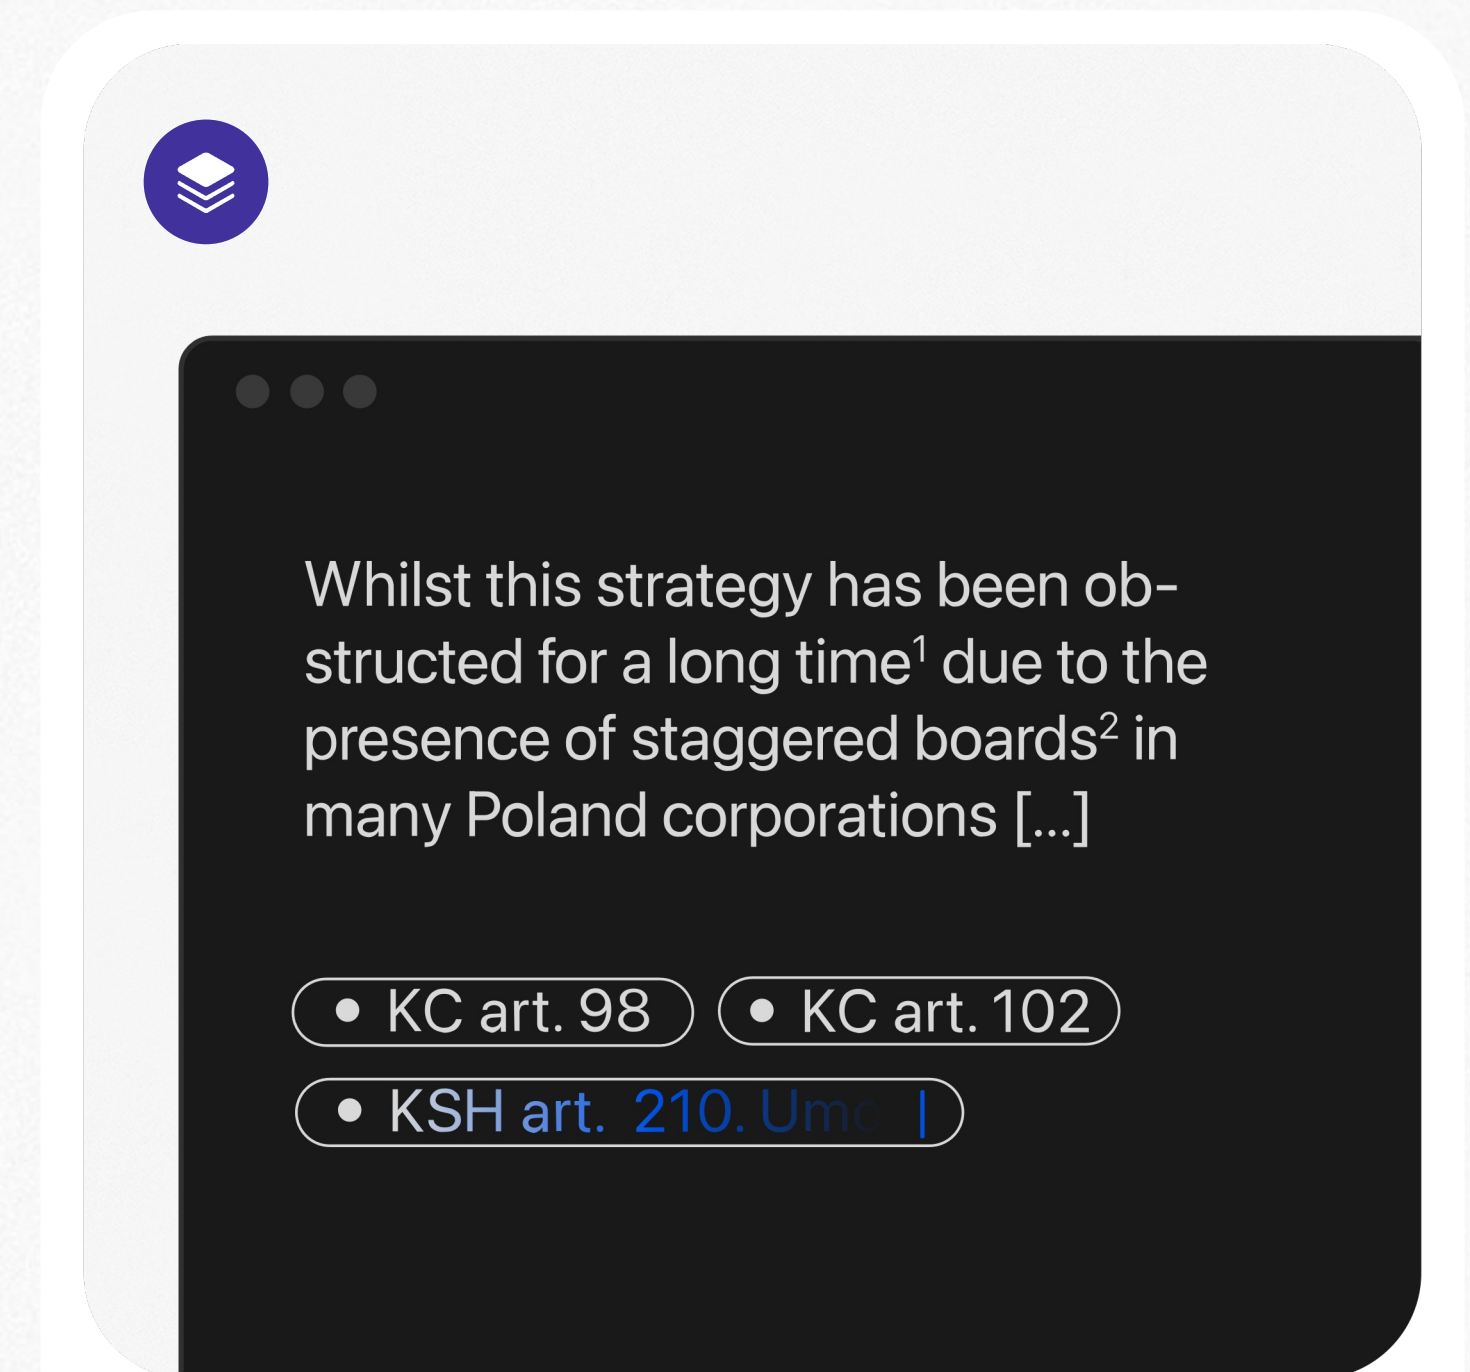 Whilst this strategy has been ob-
structed for a long time¹ due to the
presence of staggered boards² in
many Poland corporations [...]
• KC art. 98
• KC art. 102
• KSH art. 210. Umo